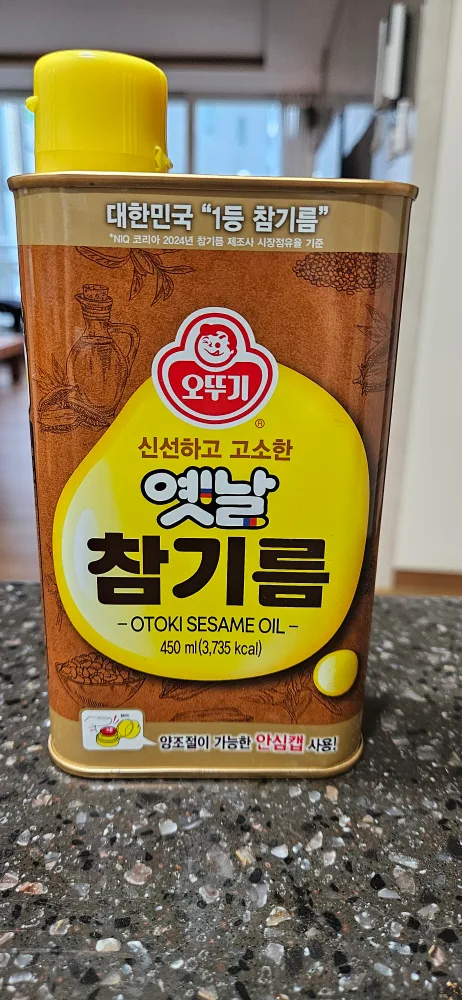 대한민국 “1등 참기름”
*NIQ 코리아 2024년 참기름 제조사 시장점유율 기준
오뚜기
®
신선하고 고소한
옛날
참기름
– OTOKI SESAME OIL –
450 ml(3,735 kcal)
양조절이 가능한 안심캡 사용!